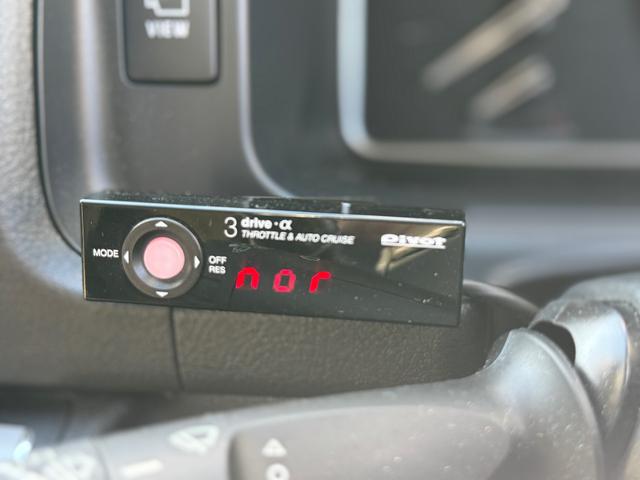 VIEW
3 drive·α
THROTTLE & AUTO CRUISE
Pivot
MODE
OFF
RES
nor